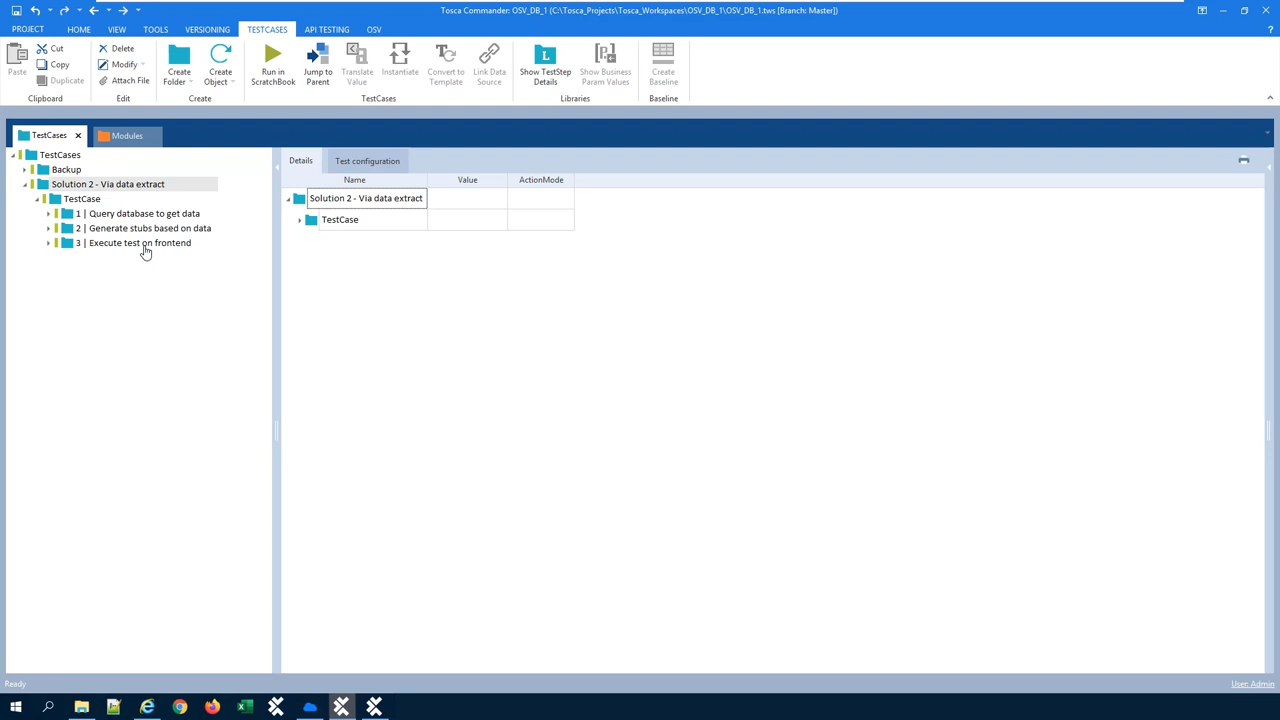 Tosca Commander: OSV_DB_1 (C:\Tosca_Projects\Tosca_Workspaces\OSV_DB_1\OSV_DB_1.tws [Branch: Master])
PROJECT HOME VIEW TOOLS VERSIONING TESTCASES API TESTING OSV ?
Paste
Cut
Copy
Duplicate
Delete
Modify
Attach File
Create Folder
Create Object
Run in ScratchBook
Jump to Parent
Translate Value
Instantiate
Convert to Template
Link Data Source
Show TestStep Details
Show Business Param Values
Create Baseline
Clipboard Edit Create TestCases Libraries Baseline
TestCases Modules
TestCases
Backup
Solution 2 - Via data extract
TestCase
1 | Query database to get data
2 | Generate stubs based on data
3 | Execute test on frontend
Details Test configuration
Name Value ActionMode
Solution 2 - Via data extract
TestCase
Ready User: Admin